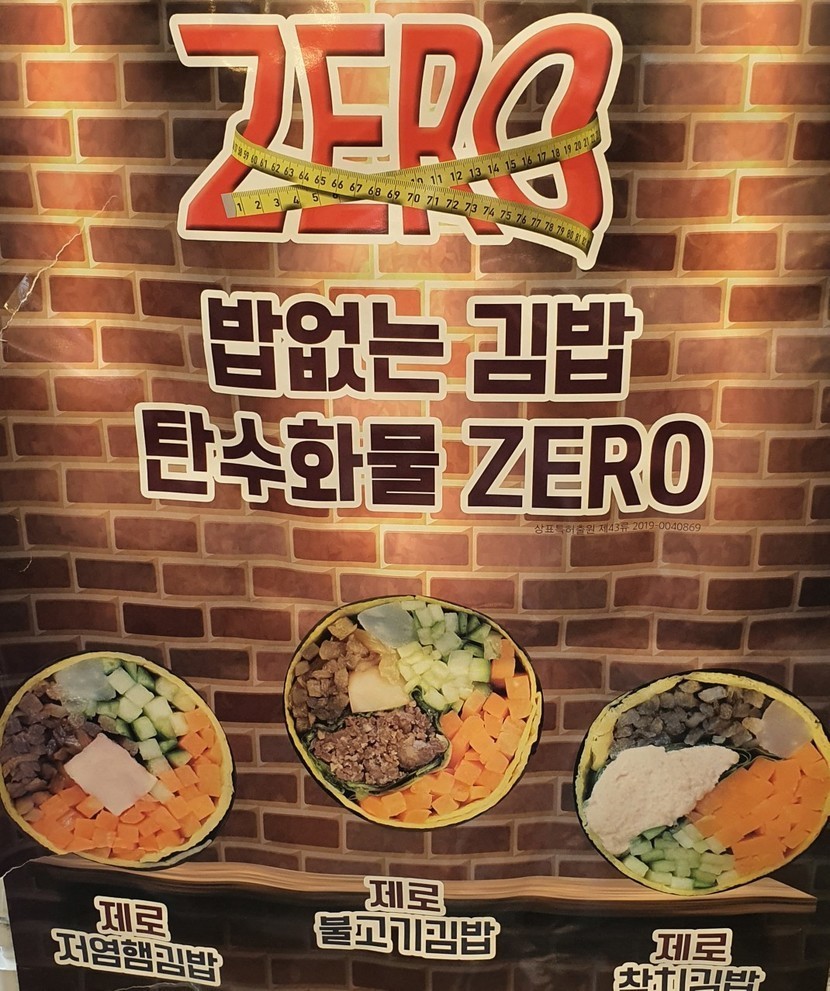 ZERO
밥없는 김밥
탄수화물 ZERO
상표특허출원 제43류 2019-0040869
제로
저염햄김밥
제로
불고기김밥
제로
참치김밥